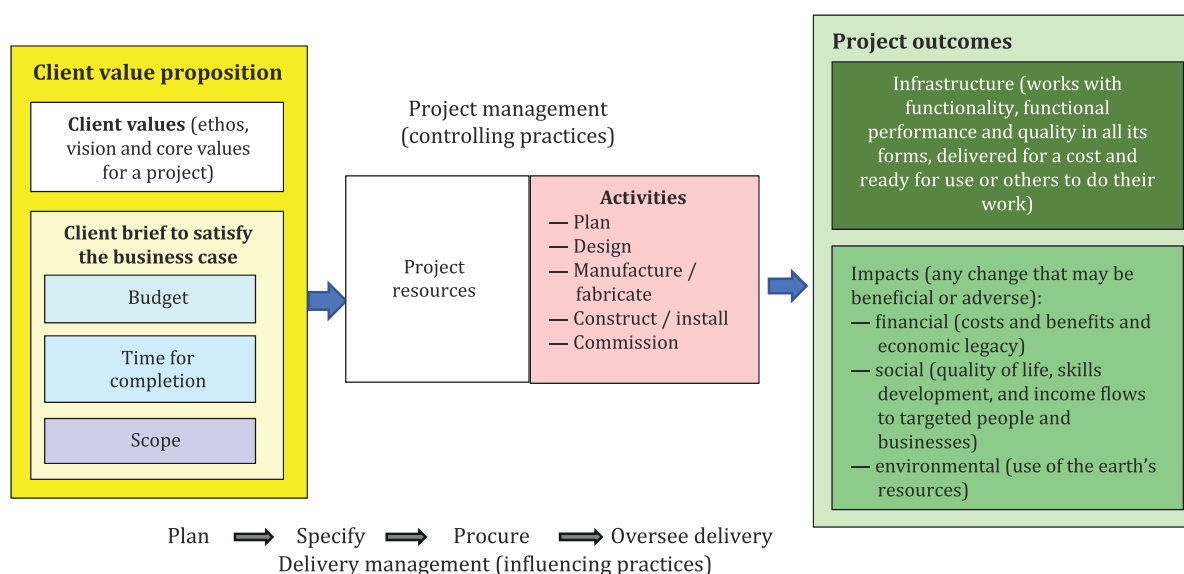 Client value proposition
Client values (ethos,
vision and core values
for a project)
Client brief to satisfy
the business case
Budget
Time for
completion
Scope
Project management
(controlling practices)
Project
resources
Activities
— Plan
— Design
— Manufacture /
fabricate
— Construct / install
— Commission
Project outcomes
Infrastructure (works with
functionality, functional
performance and quality in all its
forms, delivered for a cost and
ready for use or others to do their
work)
Impacts (any change that may be
beneficial or adverse):
— financial (costs and benefits and
economic legacy)
— social (quality of life, skills
development, and income flows
to targeted people and
businesses)
— environmental (use of the earth’s
resources)
Plan Specify Procure Oversee delivery
Delivery management (influencing practices)